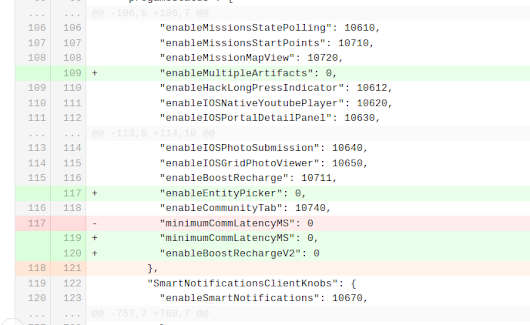 ... ... @@ -106,6 +106,7 @@
106 106 "enableMissionsStatePolling": 10610,
107 107 "enableMissionsStartPoints": 10710,
108 108 "enableMissionMapView": 10720,
109 + "enableMultipleArtifacts": 0,
109 110 "enableHackLongPressIndicator": 10612,
110 111 "enableIOSNativeYoutubePlayer": 10620,
111 112 "enableIOSPortalDetailPanel": 10630,
... ... @@ -113,8 +114,10 @@
113 114 "enableIOSPhotoSubmission": 10640,
114 115 "enableIOSGridPhotoViewer": 10650,
115 116 "enableBoostRecharge": 10711,
117 + "enableEntityPicker": 0,
116 118 "enableCommunityTab": 10740,
117 - "minimumCommLatencyMS": 0
119 + "minimumCommLatencyMS": 0,
120 + "enableBoostRechargeV2": 0
118 121 },
119 122 "SmartNotificationsClientKnobs": {
120 123 "enableSmartNotifications": 10670,
... ... @@ -757,7 +760,7 @@